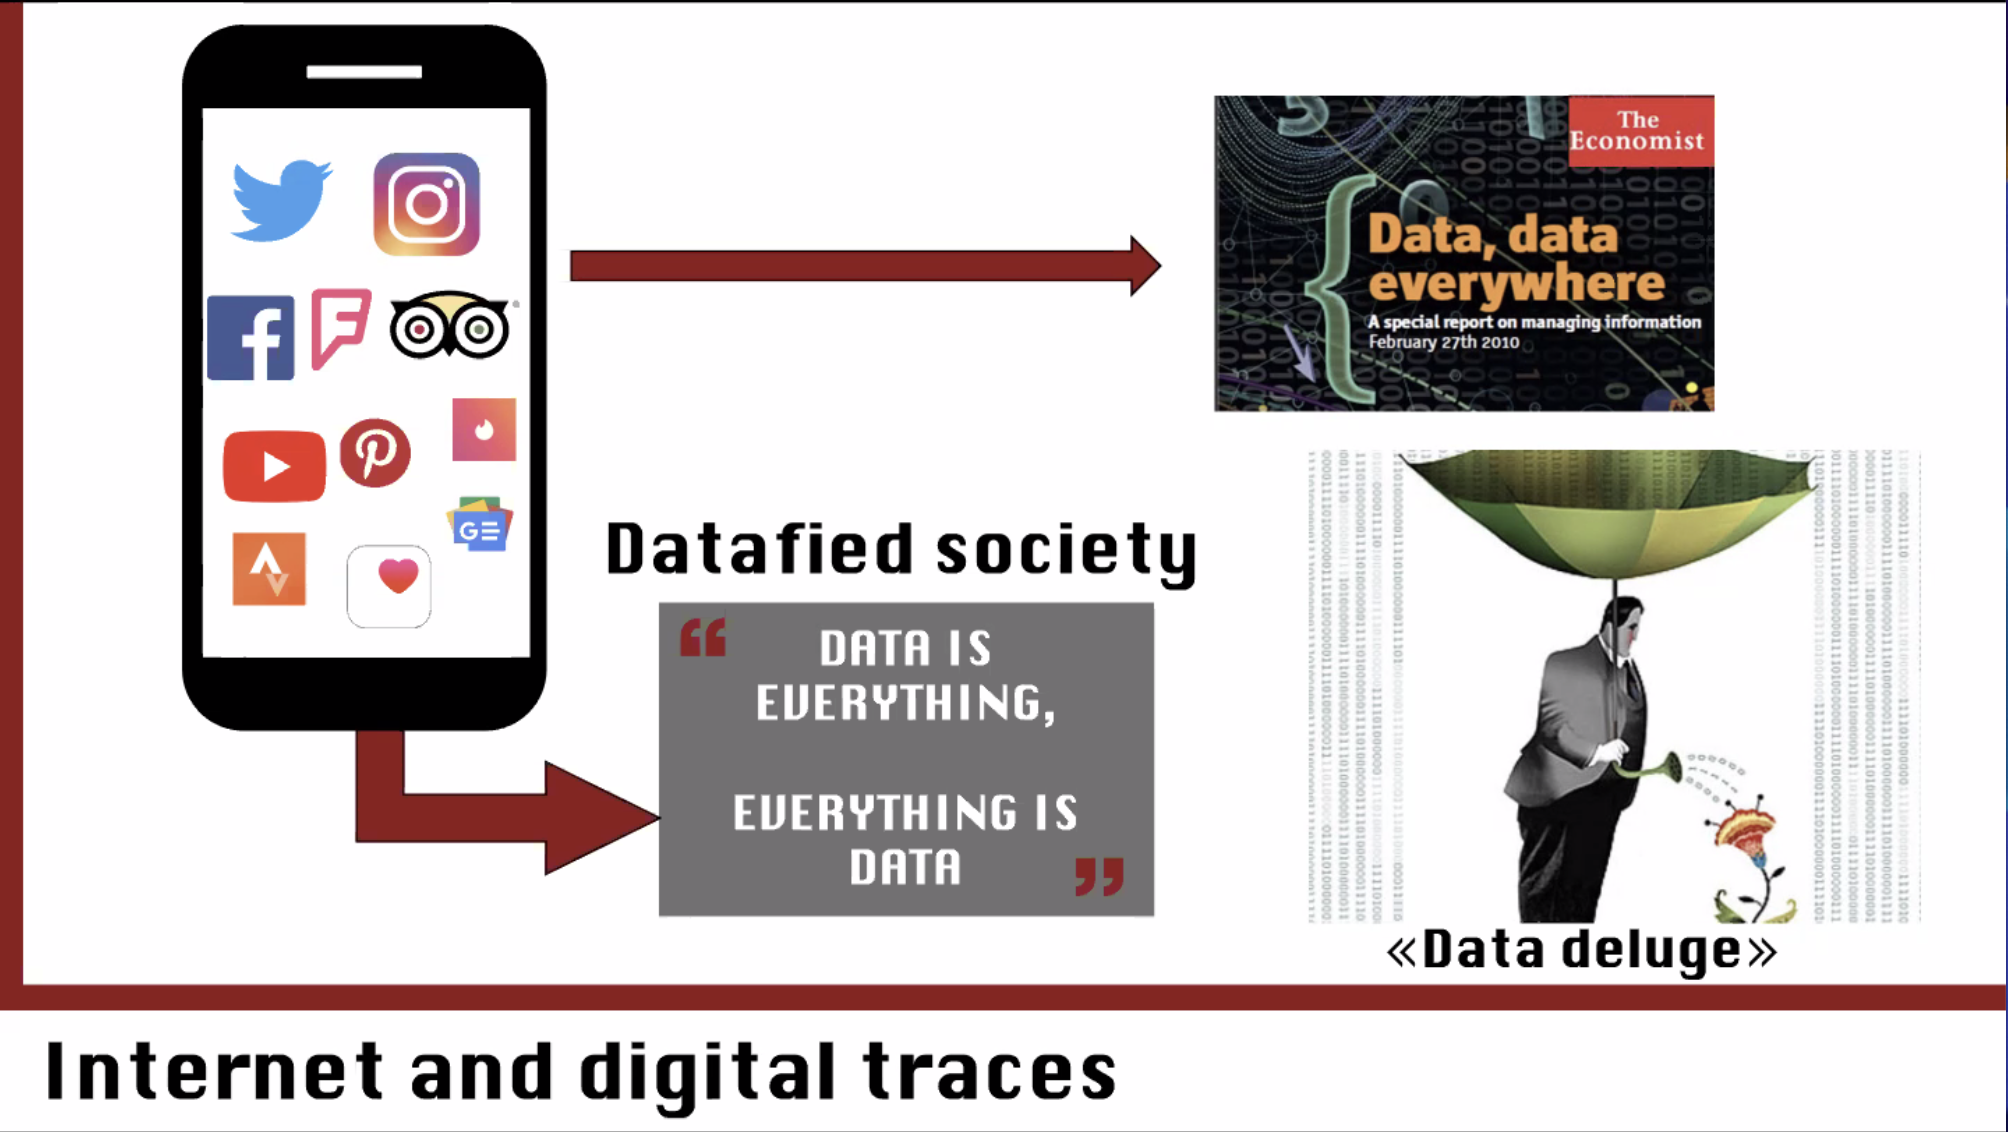 The
Economist
Data, data
everywhere
A special report on managing information
February 27th 2010
Datafied society
“
DATA IS
EVERYTHING,
EVERYTHING IS
DATA
”
«Data deluge»
Internet and digital traces